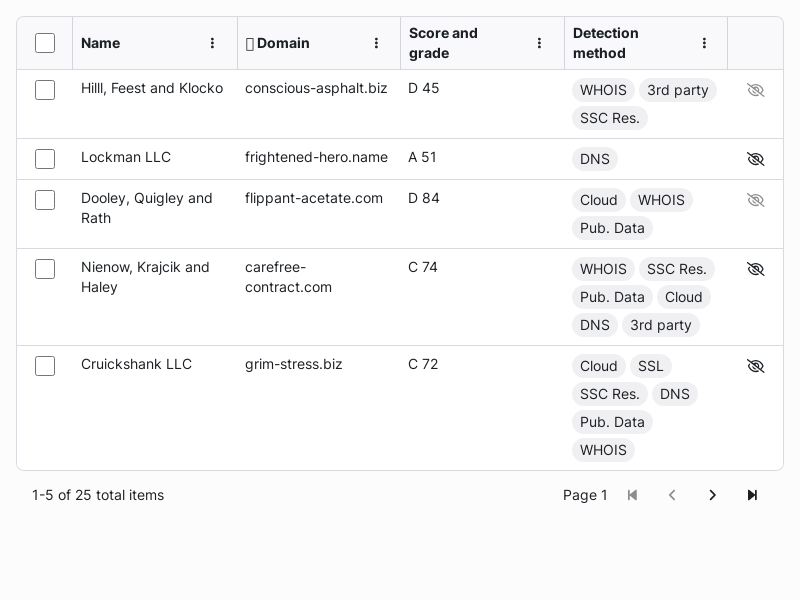 Name
Domain
Score and
grade
Detection
method
Hilll, Feest and Klocko
conscious-asphalt.biz
D 45
WHOIS 3rd party
SSC Res.
Lockman LLC
frightened-hero.name
A 51
DNS
Dooley, Quigley and
Rath
flippant-acetate.com
D 84
Cloud WHOIS
Pub. Data
Nienow, Krajcik and
Haley
carefree-
contract.com
C 74
WHOIS SSC Res.
Pub. Data Cloud
DNS 3rd party
Cruickshank LLC
grim-stress.biz
C 72
Cloud SSL
SSC Res. DNS
Pub. Data
WHOIS
1-5 of 25 total items
Page 1